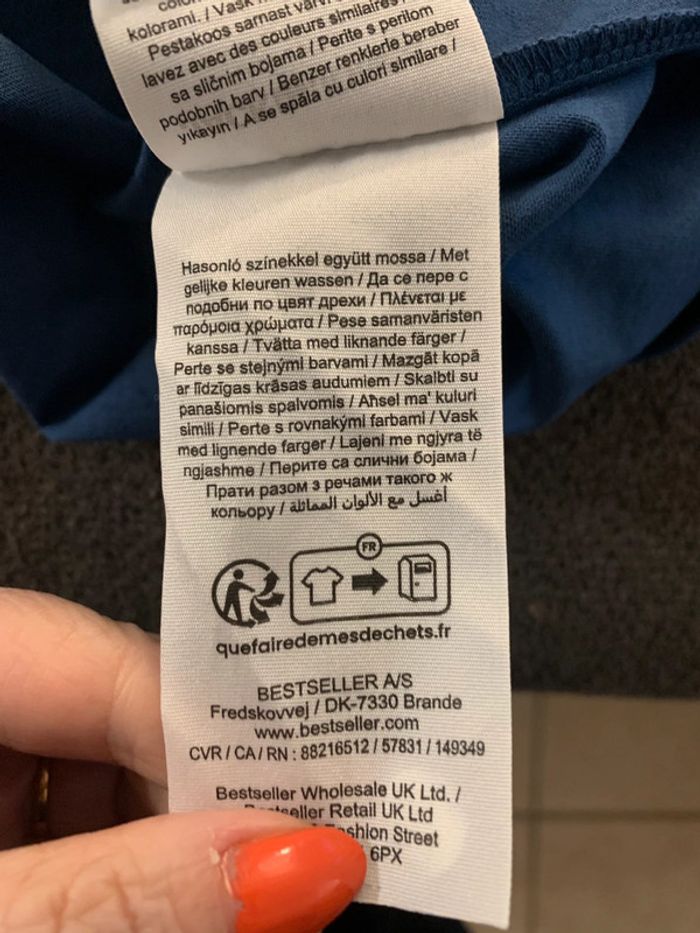 kolorami. / Vask
Pestakoos sarnast
lavez avec des couleurs similaires
sa sličnim bojama / Perite s perilom
podobnih barv / Benzer renklerle beraber
yıkayın / A se spăla cu culori similare /
Hasonló színekkel együtt mossa / Met
gelijke kleuren wassen / Да се пере с
подобни по цвят дрехи / Πλένεται με
παρόμοια χρώματα / Pese samanväristen
kanssa / Tvätta med liknande färger /
Perte se stejnými barvami / Mazgāt kopā
ar līdzīgas krāsas audumiem / Skalbti su
panašiomis spalvomis / Aħsel ma' kuluri
simili / Perte s rovnakými farbami / Vask
med lignende farger / Lajeni me ngjyra të
ngjashme / Перите са слични бојама /
Прати разом з речами такого ж
кольору / أغسل مع الألوان المماثلة
FR
quefairedemesdechets.fr
BESTSELLER A/S
Fredskovvej / DK-7330 Brande
www.bestseller.com
CVR / CA / RN : 88216512 / 57831 / 149349
Bestseller Wholesale UK Ltd. /
Retail UK Ltd
Street
6PX